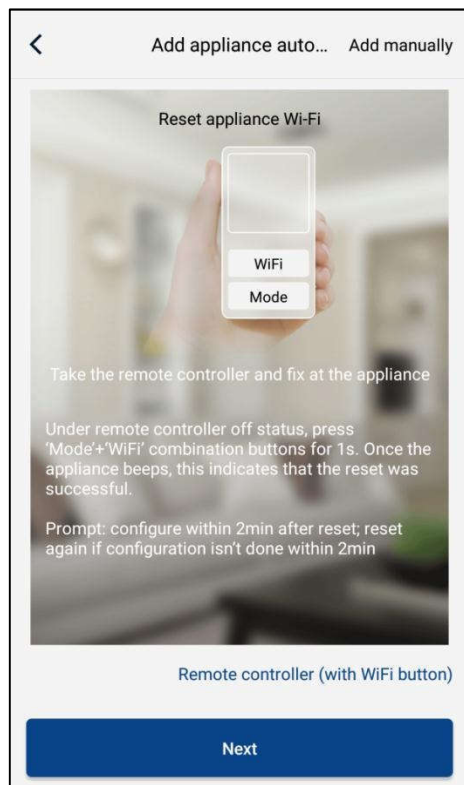 Add appliance auto... Add manually
Reset appliance Wi-Fi
WiFi
Mode
Take the remote controller and fix at the appliance
Under remote controller off status, press
‘Mode’+‘WiFi’ combination buttons for 1s. Once the
appliance beeps, this indicates that the reset was
successful.
Prompt: configure within 2min after reset; reset
again if configuration isn’t done within 2min
Remote controller (with WiFi button)
Next